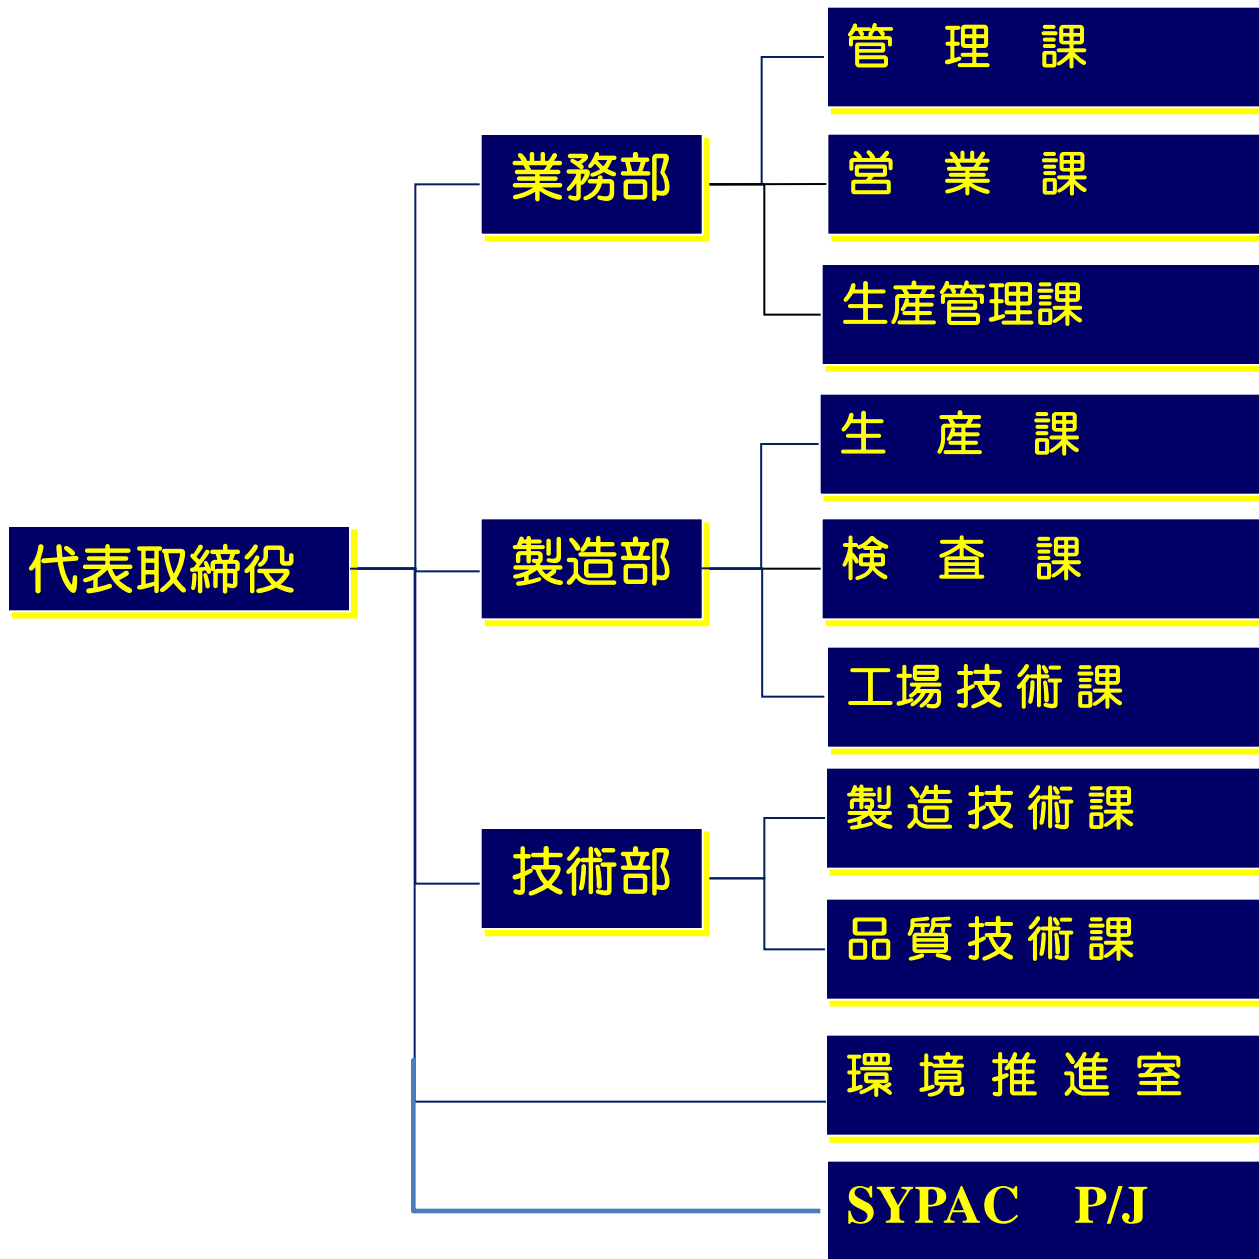 管　理　課
業務部
営　業　課
生産管理課
生　産　課
代表取締役
製造部
検　査　課
工場 技 術 課
製 造 技 術 課
技術部
品 質 技 術 課
環 境 推 進 室
SYPAC　P/J